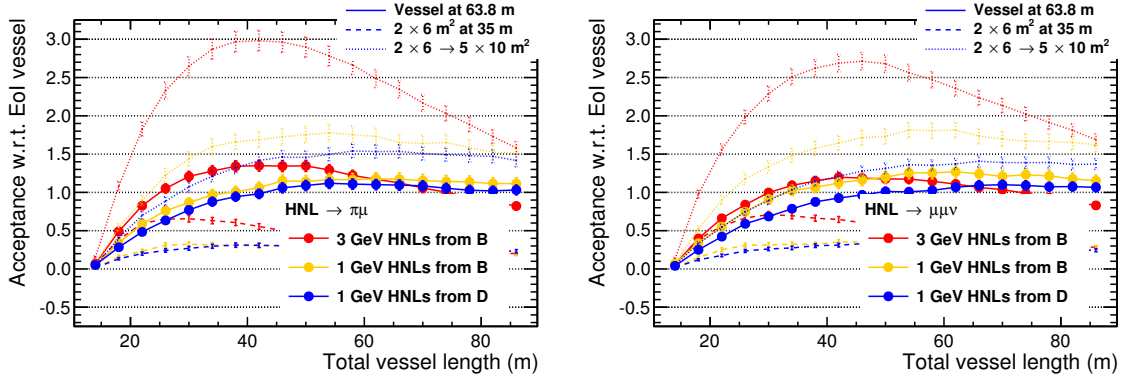 Vessel at 63.8 m
2 × 6 m² at 35 m
2 × 6 → 5 × 10 m²
Acceptance w.r.t. EoI vessel
3.0
2.5
2.0
1.5
1.0
0.5
0.0
-0.5
HNL → πμ
3 GeV HNLs from B
1 GeV HNLs from B
1 GeV HNLs from D
20 40 60 80
Total vessel length (m)
Vessel at 63.8 m
2 × 6 m² at 35 m
2 × 6 → 5 × 10 m²
Acceptance w.r.t. EoI vessel
3.0
2.5
2.0
1.5
1.0
0.5
0.0
-0.5
HNL → μμν
3 GeV HNLs from B
1 GeV HNLs from B
1 GeV HNLs from D
20 40 60 80
Total vessel length (m)